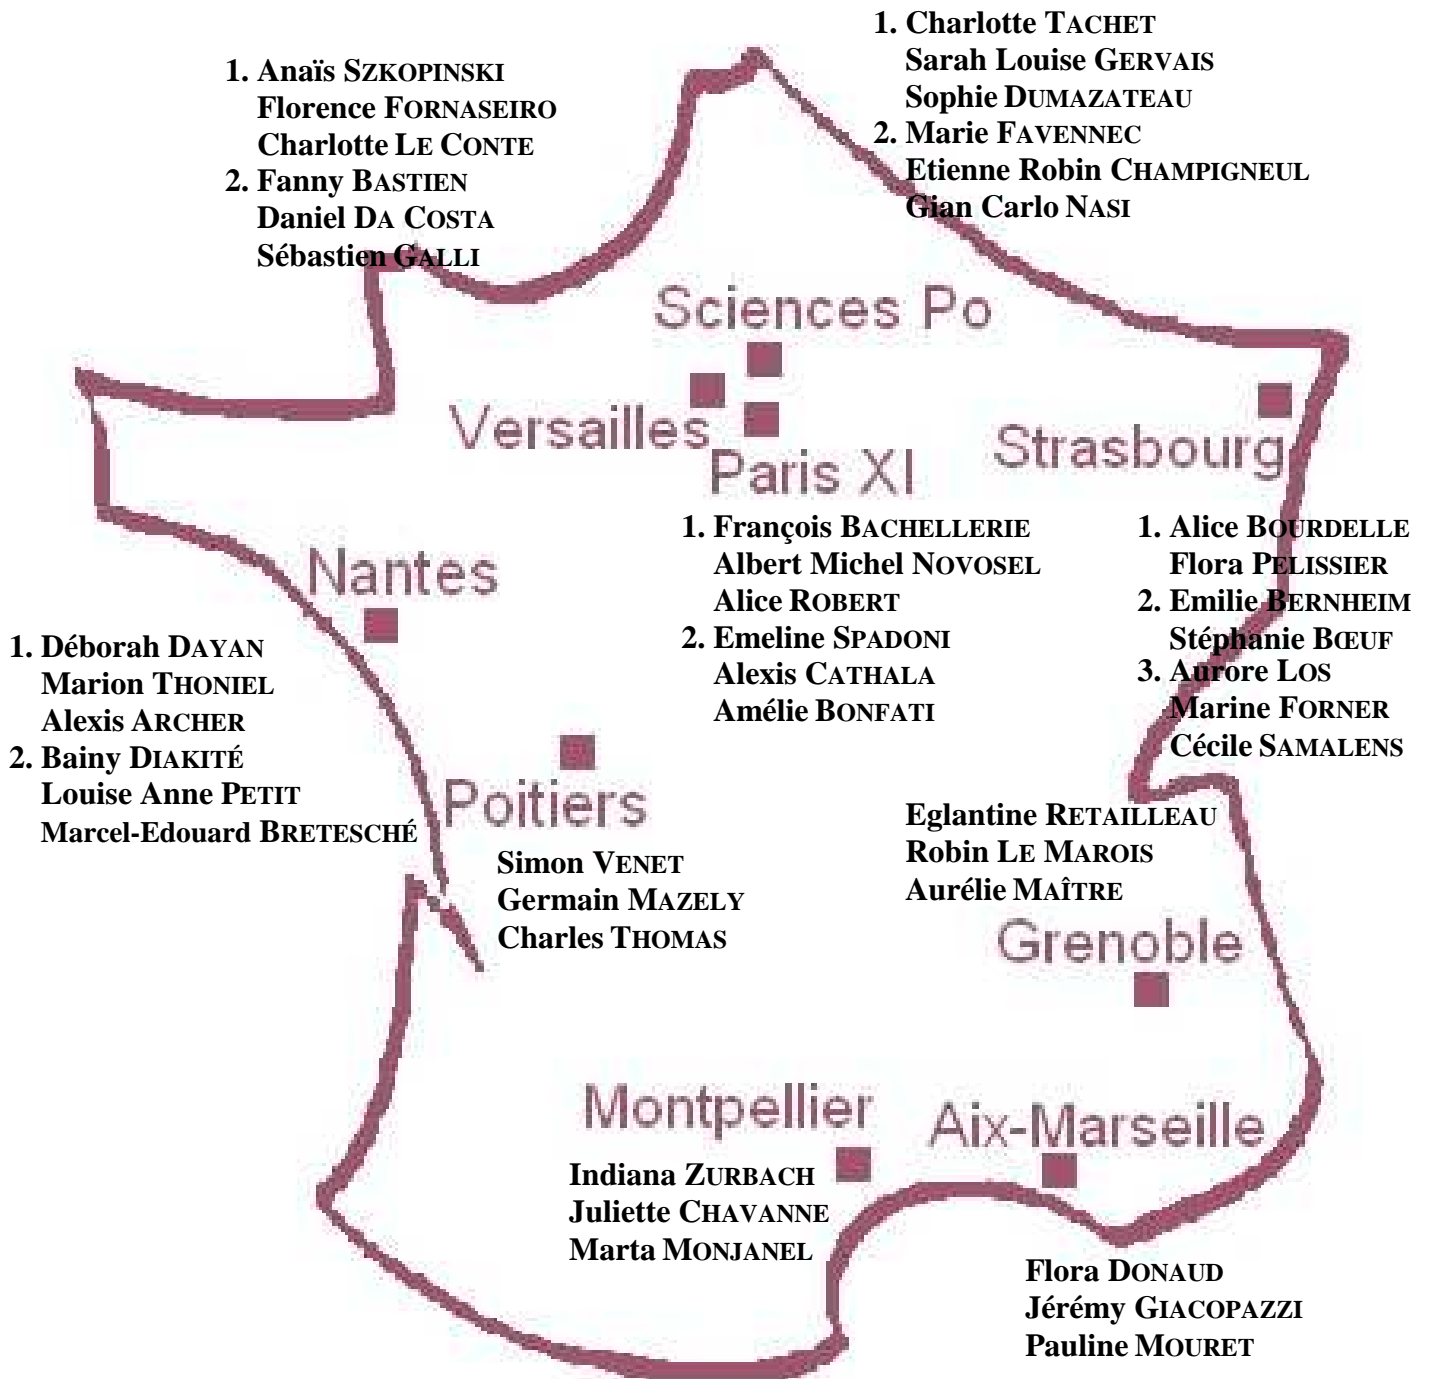 1. Charlotte TACHET
Sarah Louise GERVAIS
Sophie DUMAZATEAU
2. Marie FAVENNEC
Etienne Robin CHAMPIGNEUL
Gian Carlo NASI
1. Anaïs SZKOPINSKI
Florence FORNASEIRO
Charlotte LE CONTE
2. Fanny BASTIEN
Daniel DA COSTA
Sébastien GALLI
Sciences Po
Versailles
Paris XI
Strasbourg
1. François BACHELLERIE
Albert Michel NOVOSEL
Alice ROBERT
2. Emeline SPADONI
Alexis CATHALA
Amélie BONFATI
1. Alice BOURDELLE
Flora PELISSIER
2. Emilie BERNHEIM
Stéphanie BŒUF
3. Aurore LOS
Marine FORNER
Cécile SAMALENS
Nantes
1. Déborah DAYAN
Marion THONIEL
Alexis ARCHER
2. Bainy DIAKITÉ
Louise Anne PETIT
Marcel-Edouard BRETESCHÉ
Poitiers
Simon VENET
Germain MAZELY
Charles THOMAS
Eglantine RETAILLEAU
Robin LE MAROIS
Aurélie MAÎTRE
Grenoble
Montpellier
Indiana ZURBACH
Juliette CHAVANNE
Marta MONJANEL
Aix-Marseille
Flora DONAUD
Jérémy GIACOPAZZI
Pauline MOURET